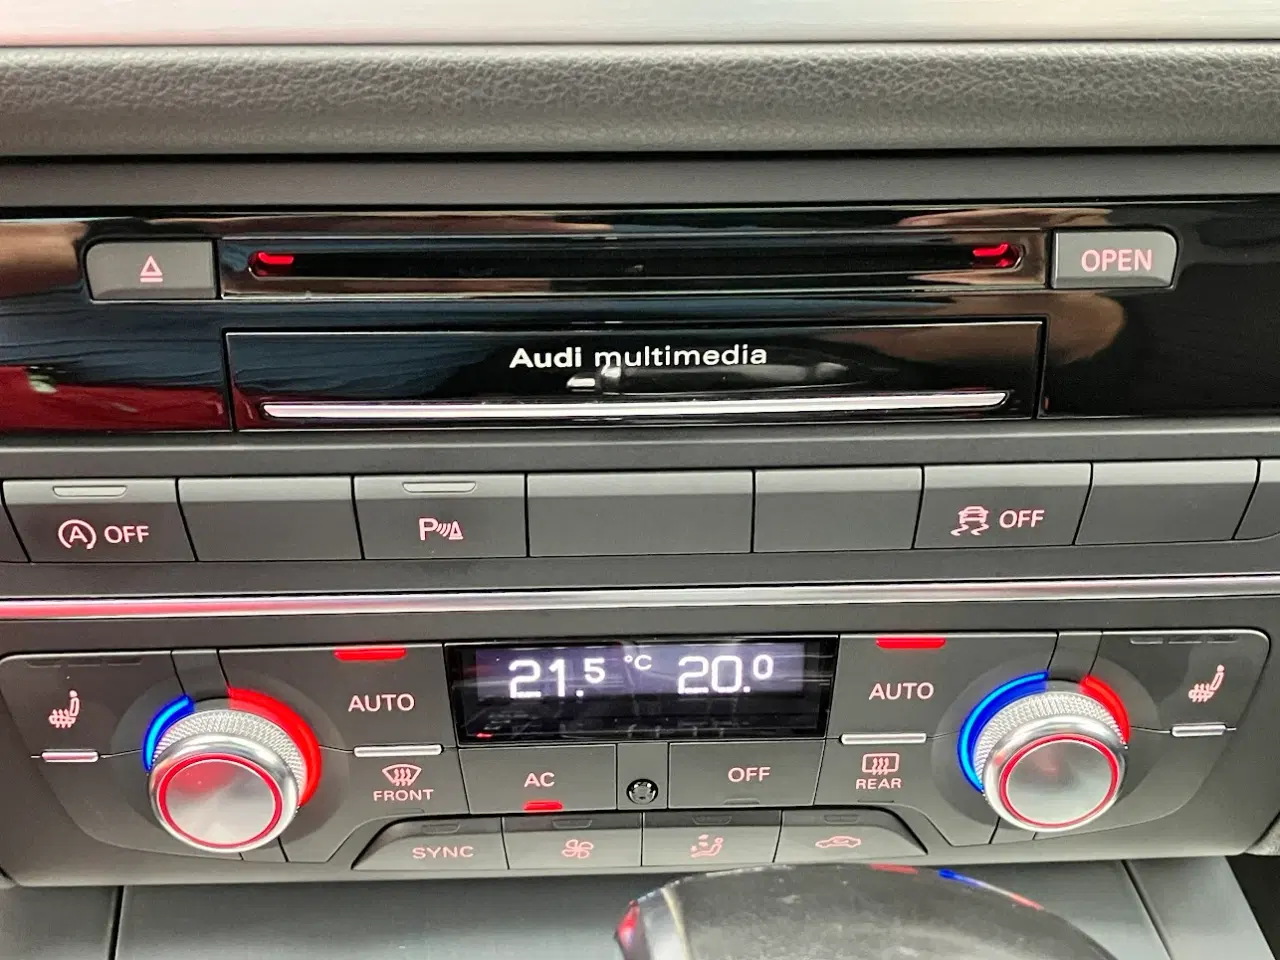 OPEN
Audi multimedia
A OFF
P
OFF
AUTO
21.5 °C 20.0
AUTO
FRONT
AC
OFF
REAR
SYNC